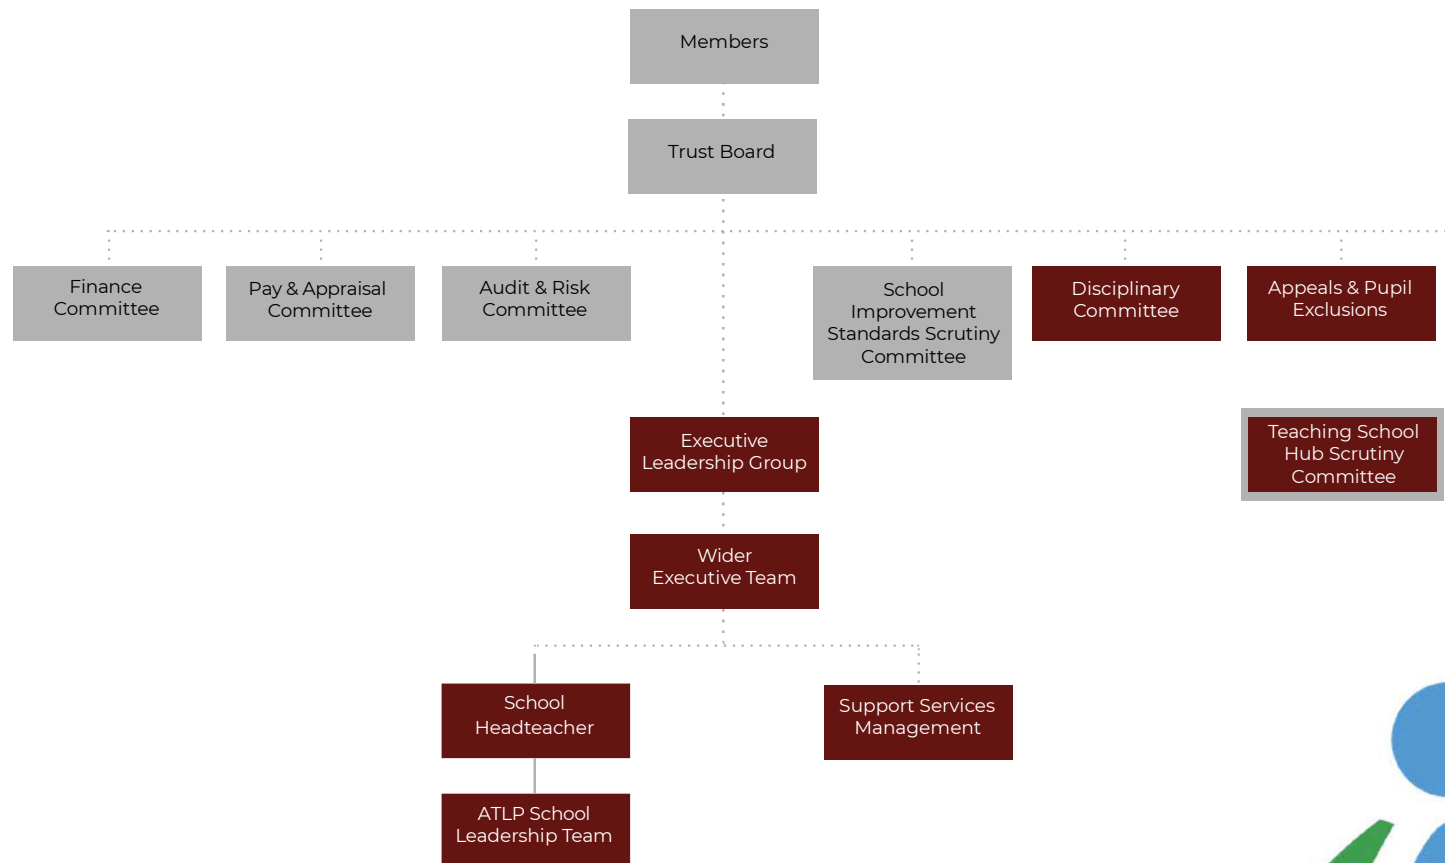 Members
Trust Board
Finance
Committee
Pay & Appraisal
Committee
Audit & Risk
Committee
School
Improvement
Standards Scrutiny
Committee
Disciplinary
Committee
Appeals & Pupil
Exclusions
Executive
Leadership Group
Teaching School
Hub Scrutiny
Committee
Wider
Executive Team
School
Headteacher
Support Services
Management
ATLP School
Leadership Team